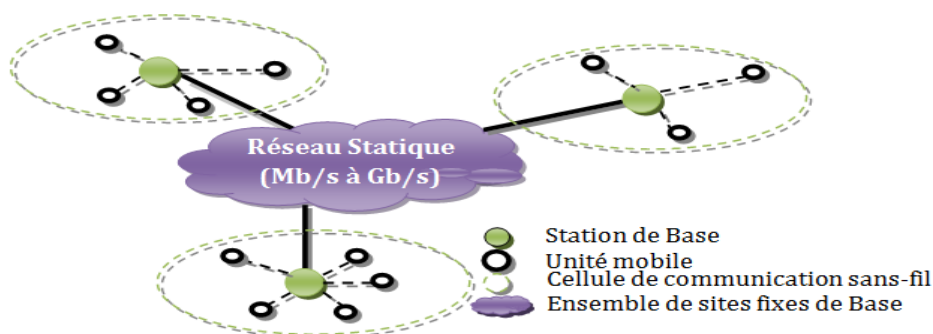 Réseau Statique
(Mb/s à Gb/s)
Station de Base
Unité mobile
Cellule de communication sans-fil
Ensemble de sites fixes de Base